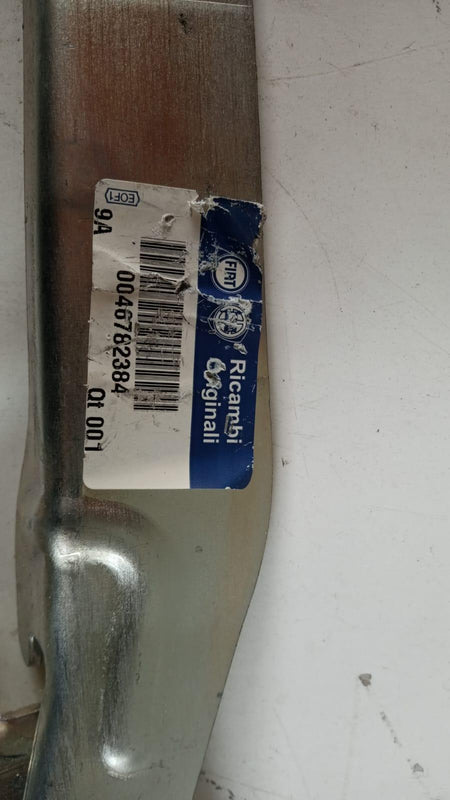 FIAT
Ricambi
Originali
0046782384
EOF1
9A
Qt 001